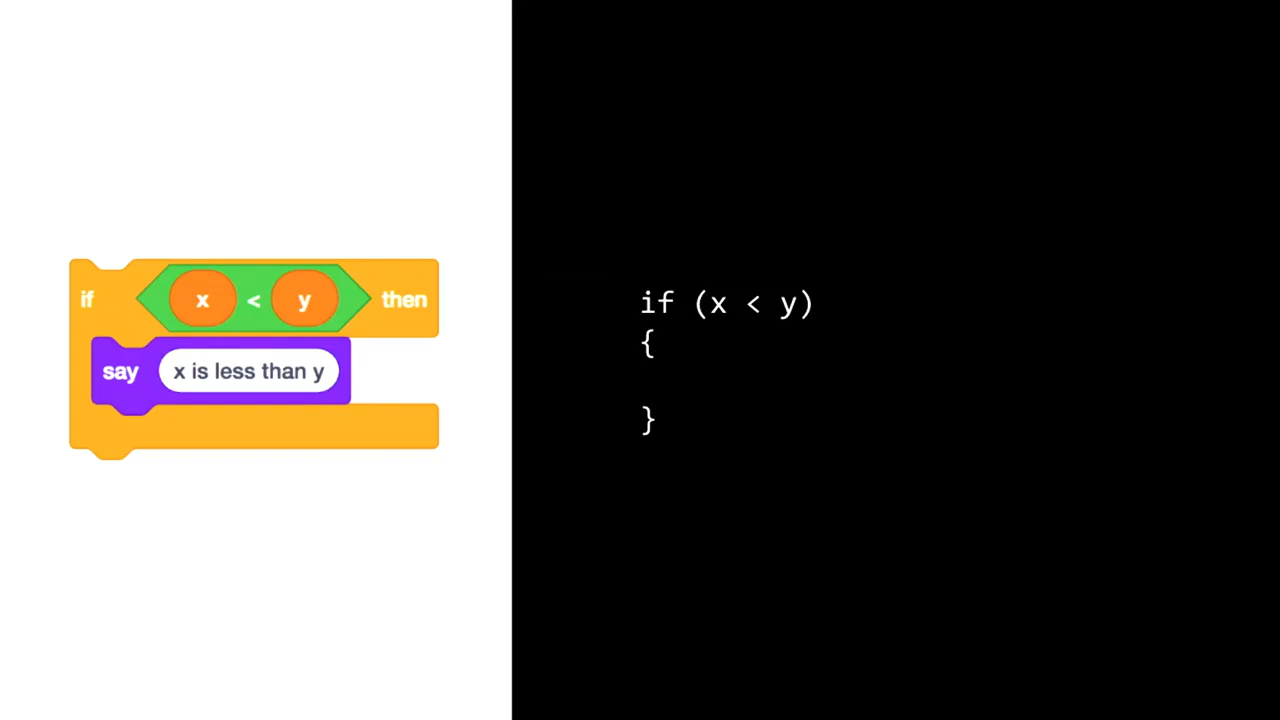 if x < y then
say x is less than y
if (x < y)
{
}